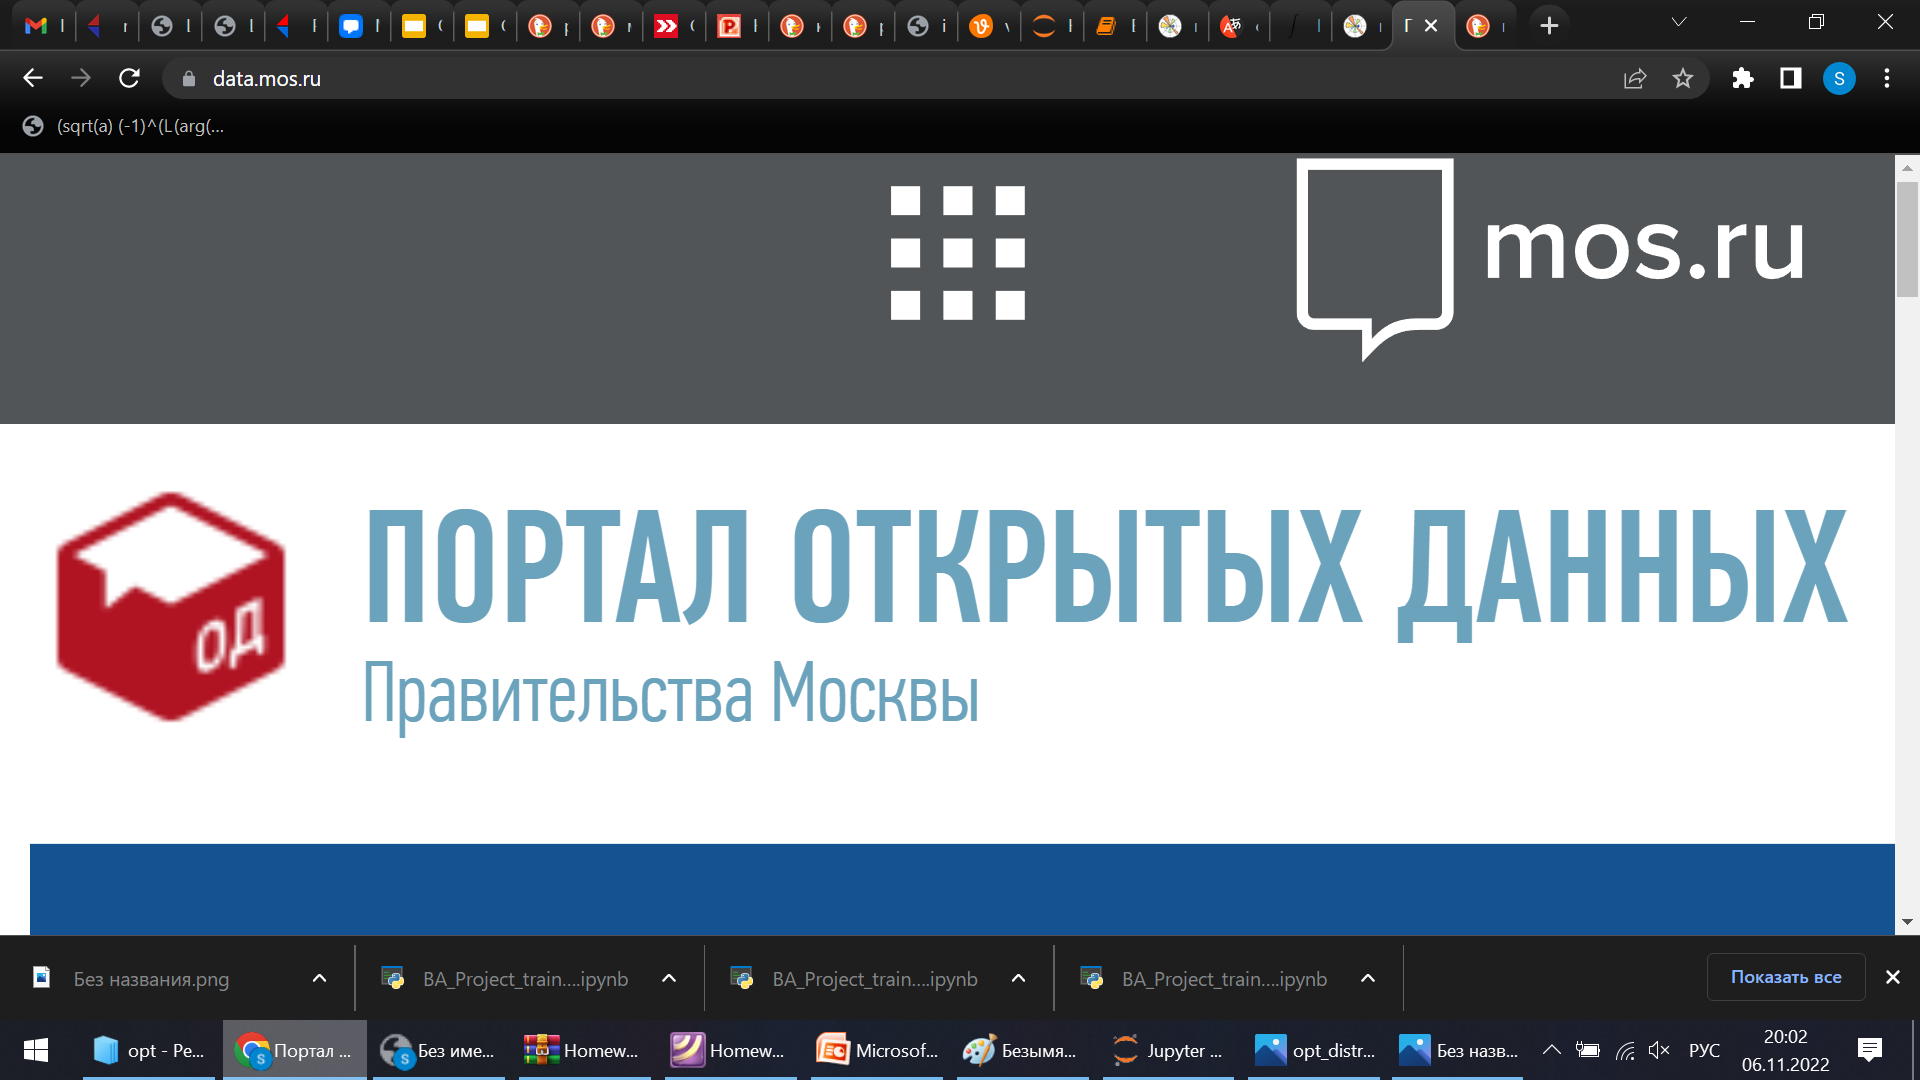 data.mos.ru
S
(sqrt(a) (-1)^(L(arg(...
mos.ru
ПОРТАЛ ОТКРЫТЫХ ДАННЫХ
Правительства Москвы
ОД
Без названия.png
BA_Project_train....ipynb
BA_Project_train....ipynb
BA_Project_train....ipynb
Показать все
opt - Pe...
Портал ...
Без име...
Homew...
Homew...
Microsof...
Безымя...
Jupyter ...
opt_distr...
Без назв...
РУС
20:02
06.11.2022